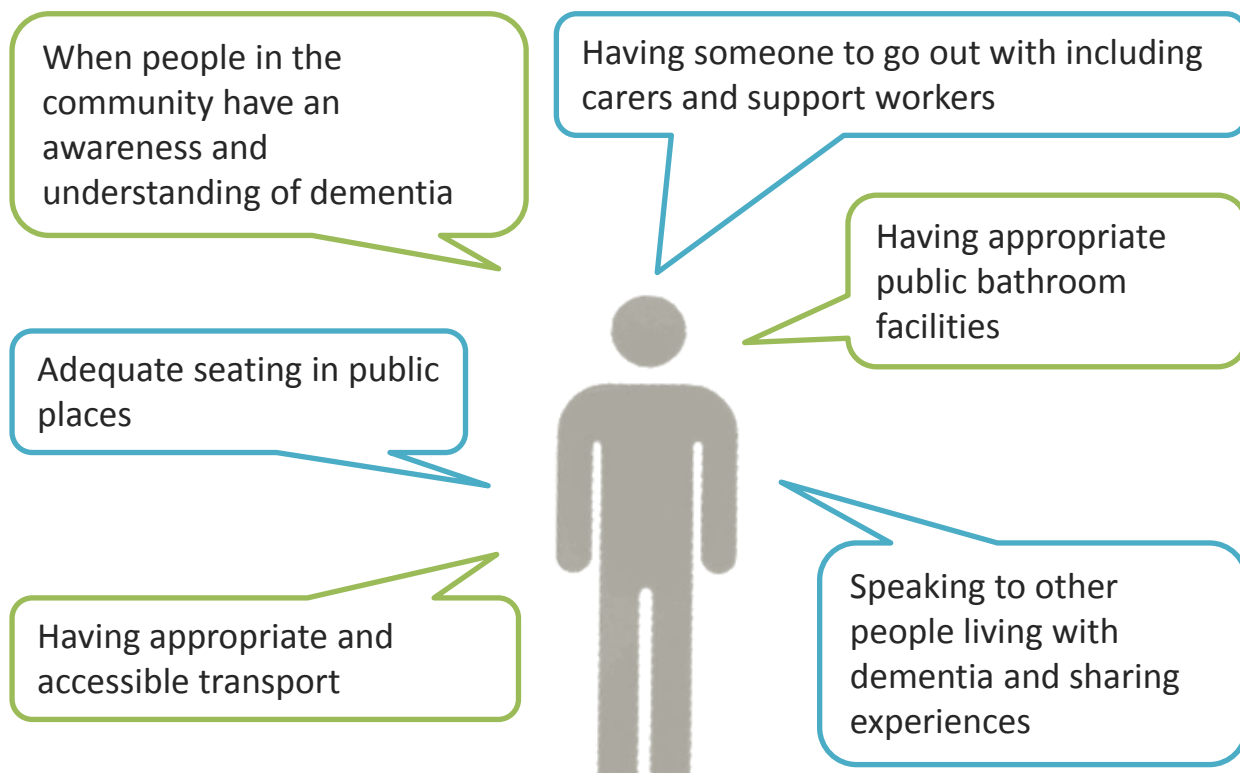 When people in the
community have an
awareness and
understanding of dementia
Having someone to go out with including
carers and support workers
Having appropriate
public bathroom
facilities
Adequate seating in public
places
Having appropriate and
accessible transport
Speaking to other
people living with
dementia and sharing
experiences